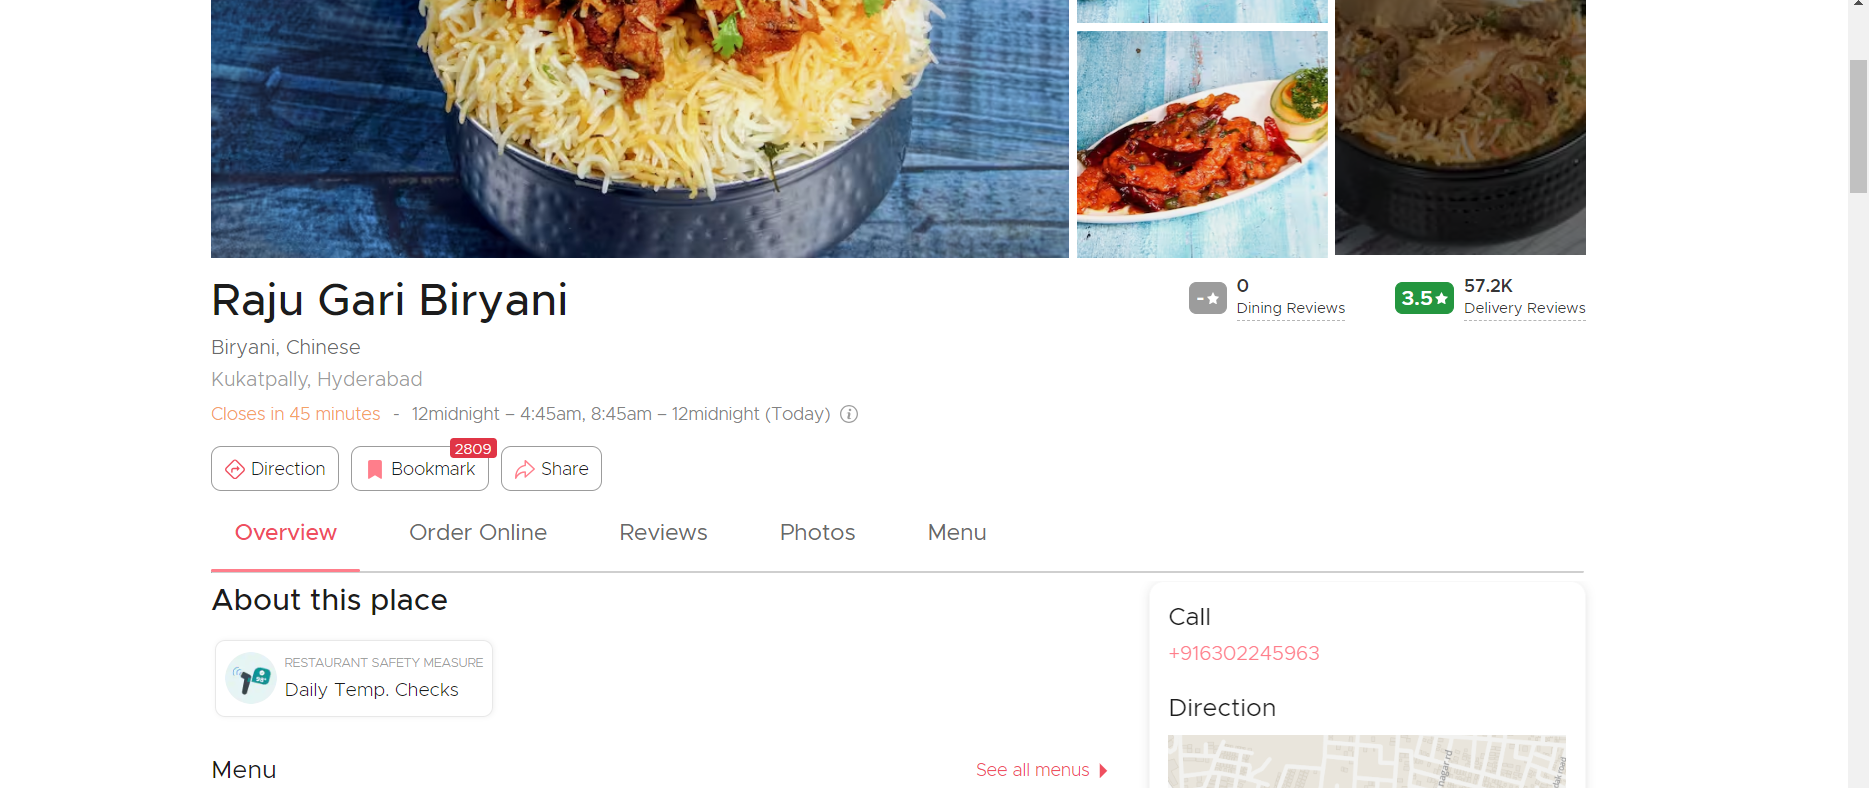 Raju Gari Biryani
Biryani, Chinese
Kukatpally, Hyderabad
Closes in 45 minutes - 12midnight – 4:45am, 8:45am – 12midnight (Today)
- 0
Dining Reviews
3.5 57.2K
Delivery Reviews
Direction
Bookmark
2809
Share
Overview
Order Online
Reviews
Photos
Menu
About this place
RESTAURANT SAFETY MEASURE
Daily Temp. Checks
Menu
See all menus
Call
+916302245963
Direction
nagar.rd